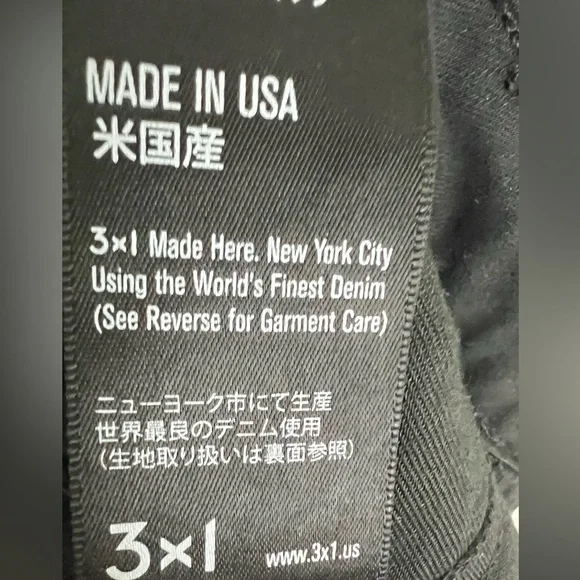 MADE IN USA
米国産
3×1 Made Here. New York City
Using the World's Finest Denim
(See Reverse for Garment Care)
ニューヨーク市にて生産
世界最良のデニム使用
(生地取り扱いは裏面参照)
3×1 www.3x1.us